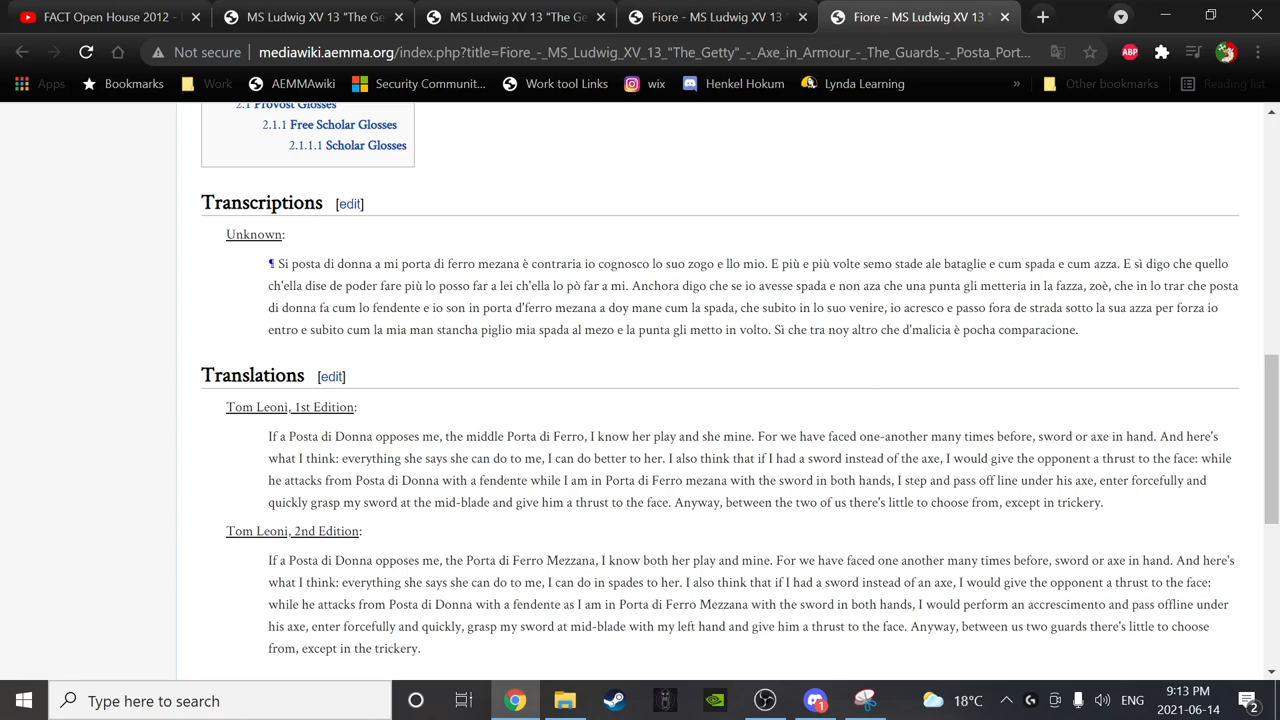 FACT Open House 2012 -
MS Ludwig XV 13 "The Ge
MS Ludwig XV 13 "The Ge
Fiore - MS Ludwig XV 13 "
Fiore - MS Ludwig XV 13 "
Not secure
mediawiki.aemma.org/index.php?title=Fiore_-_MS_Ludwig_XV_13_"The_Getty"_-_Axe_in_Armour_-_The_Guards_-_Posta_Port...
ABP
Apps
Bookmarks
Work
AEMMAwiki
Security Communit...
Work tool Links
wix
Henkel Hokum
Lynda Learning
»
Other bookmarks
Reading list
2.1 Provost Glosses
2.1.1 Free Scholar Glosses
2.1.1.1 Scholar Glosses
Transcriptions [edit]
Unknown:
¶ Si posta di donna a mi porta di ferro mezana è contraria io cognosco lo suo zogo e llo mio. E più e più volte semo stade ale bataglie e cum spada e cum azza. E sì digo che quello
ch'ella dise de poder fare più lo posso far a lei ch'ella lo pò far a mi. Anchora digo che se io avesse spada e non aza che una punta gli metteria in la fazza, zoè, che in lo trar che posta
di donna fa cum lo fendente e io son in porta d'ferro mezana a doy mane cum la spada, che subito in lo suo venire, io acresco e passo fora de strada sotto la sua azza per forza io
entro e subito cum la mia man stancha piglio mia spada al mezo e la punta gli metto in volto. Sì che tra noy altro che d'malicia è pocha comparacione.
Translations [edit]
Tom Leoni, 1st Edition:
If a Posta di Donna opposes me, the middle Porta di Ferro, I know her play and she mine. For we have faced one-another many times before, sword or axe in hand. And here's
what I think: everything she says she can do to me, I can do better to her. I also think that if I had a sword instead of the axe, I would give the opponent a thrust to the face: while
he attacks from Posta di Donna with a fendente while I am in Porta di Ferro mezana with the sword in both hands, I step and pass off line under his axe, enter forcefully and
quickly grasp my sword at the mid-blade and give him a thrust to the face. Anyway, between the two of us there's little to choose from, except in trickery.
Tom Leoni, 2nd Edition:
If a Posta di Donna opposes me, the Porta di Ferro Mezzana, I know both her play and mine. For we have faced one another many times before, sword or axe in hand. And here's
what I think: everything she says she can do to me, I can do in spades to her. I also think that if I had a sword instead of an axe, I would give the opponent a thrust to the face:
while he attacks from Posta di Donna with a fendente as I am in Porta di Ferro Mezzana with the sword in both hands, I would perform an accrescimento and pass offline under
his axe, enter forcefully and quickly, grasp my sword at mid-blade with my left hand and give him a thrust to the face. Anyway, between us two guards there's little to choose
from, except in the trickery.
Type here to search
1
18°C
ENG
9:13 PM
2021-06-14
2